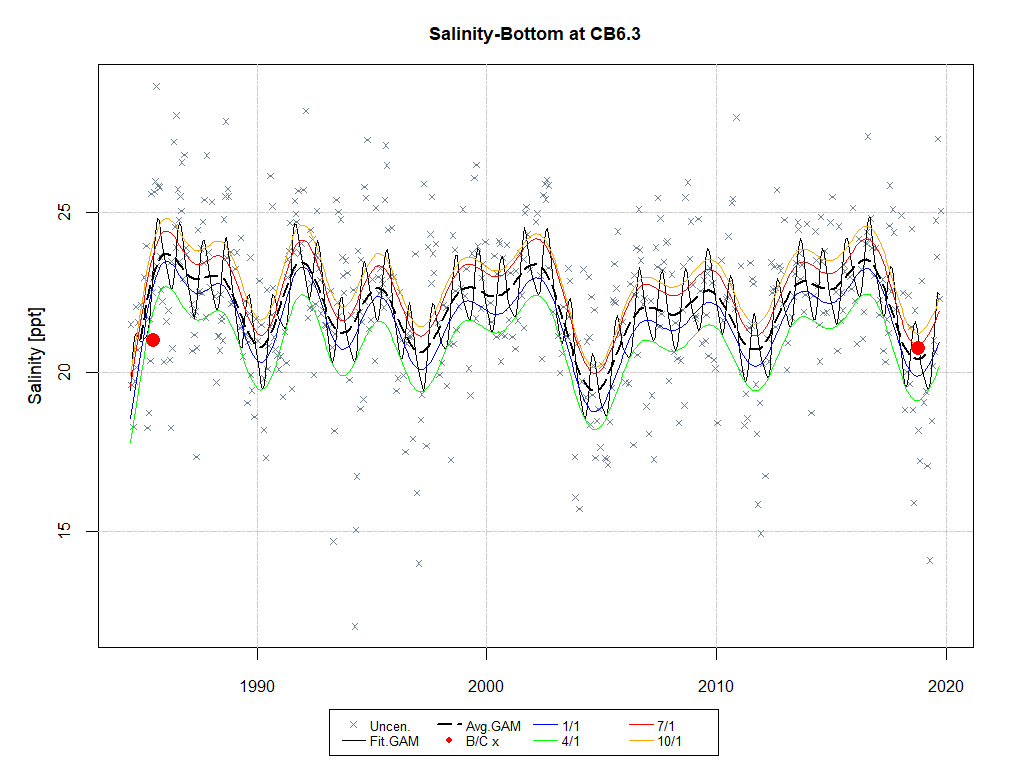 Salinity-Bottom at CB6.3
Salinity [ppt]
25
20
15
1990 2000 2010 2020
Uncen. Avg.GAM 1/1 7/1
Fit.GAM B/C x 4/1 10/1